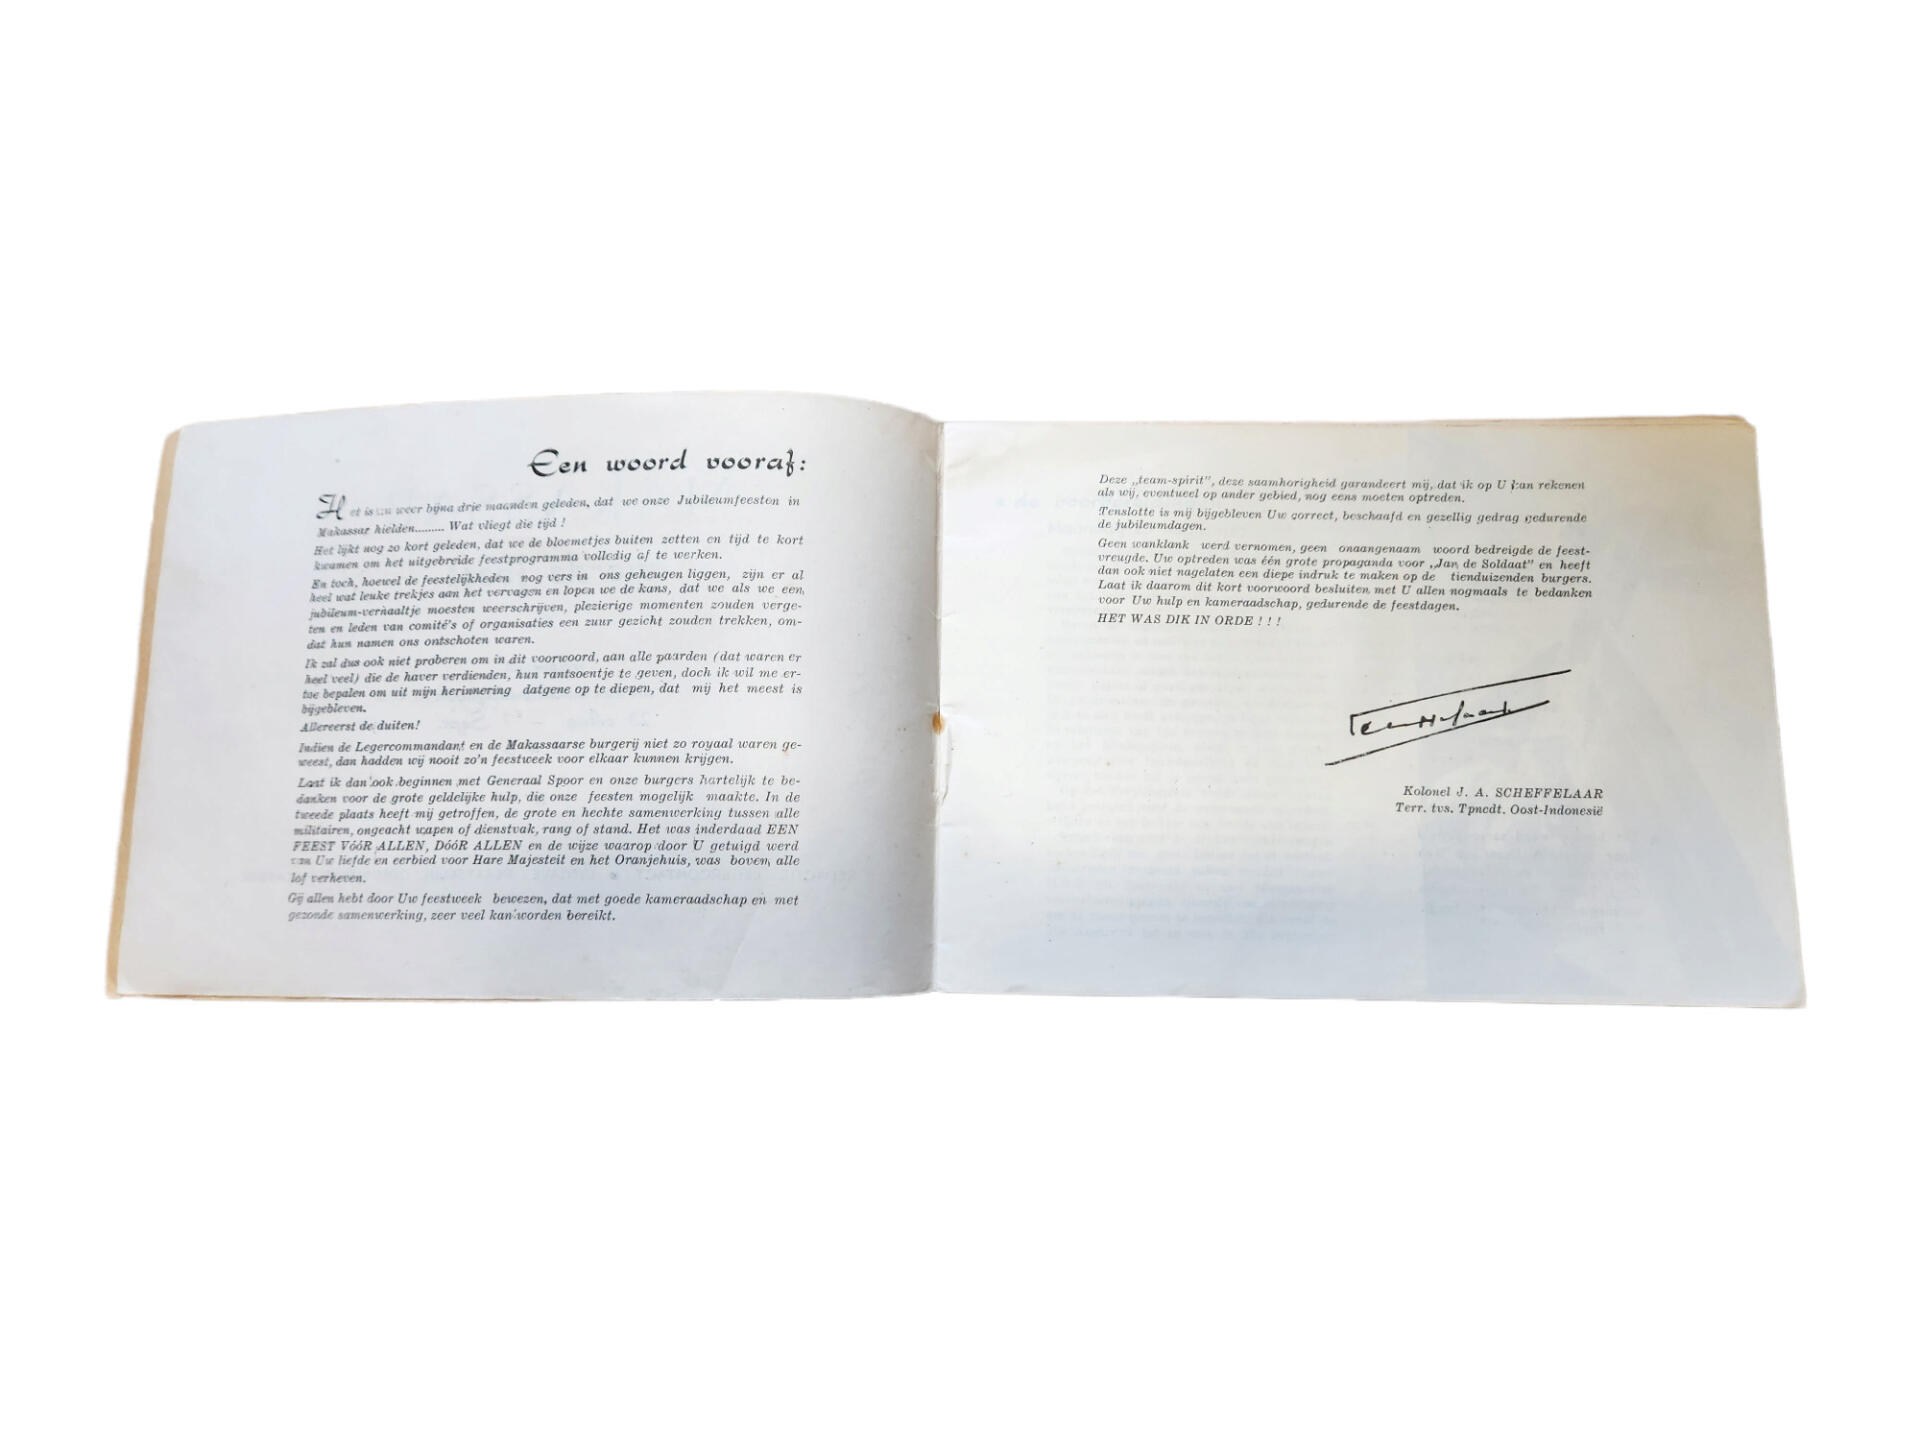 Een woord vooraf:
Het is nu weer bijna drie maanden geleden, dat we onze Jubileumfeesten in
Makassar hielden......... Wat vliegt die tijd !
Het lijkt nog zo kort geleden, dat we de bloemetjes buiten zetten en tijd te kort
kwamen om het uitgebreide feestprogramma volledig af te werken.
En toch, hoewel de feestelijkheden nog vers in ons geheugen liggen, zijn er al
heel wat leuke trekjes aan het vervagen en lopen we de kans, dat we als we een
jubileum-verhaaltje moesten weerschrijven, plezierige momenten zouden verge-
ten en leden van comité's of organisaties een zuur gezicht zouden trekken, om-
dat hun namen ons ontschoten waren.
Ik zal dus ook niet proberen om in dit voorwoord, aan alle paarden (dat waren er
heel veel) die de haver verdienden, hun rantsoentje te geven, doch ik wil me er-
toe bepalen om uit mijn herinnering datgene op te diepen, dat mij het meest is
bijgebleven.
Allereerst de duiten!
Indien de Legercommandant en de Makassaarse burgerij niet zo royaal waren ge-
weest, dan hadden wij nooit zo'n feestweek voor elkaar kunnen krijgen.
Laat ik dan ook beginnen met Generaal Spoor en onze burgers hartelijk te be-
danken voor de grote geldelijke hulp, die onze feesten mogelijk maakte. In de
tweede plaats heeft mij getroffen, de grote en hechte samenwerking tussen alle
militairen, ongeacht wapen of dienstvak, rang of stand. Het was inderdaad EEN
FEEST VóóR ALLEN, DóóR ALLEN en de wijze waarop door U getuigd werd
van Uw liefde en eerbied voor Hare Majesteit en het Oranjehuis, was boven alle
lof verheven.
Gij allen hebt door Uw feestweek bewezen, dat met goede kameraadschap en met
gezonde samenwerking, zeer veel kan worden bereikt.
Deze „team-spirit", deze saamhorigheid garandeert mij, dat ik op U kan rekenen
als wij, eventueel op ander gebied, nog eens moeten optreden.
Tenslotte is mij bijgebleven Uw correct, beschaafd en gezellig gedrag gedurende
de jubileumdagen.
Geen wanklank werd vernomen, geen onaangenaam woord bedreigde de feest-
vreugde. Uw optreden was één grote propaganda voor „Jan de Soldaat" en heeft
dan ook niet nagelaten een diepe indruk te maken op de tienduizenden burgers.
Laat ik daarom dit kort voorwoord besluiten met U allen nogmaals te bedanken
voor Uw hulp en kameraadschap, gedurende de feestdagen.
HET WAS DIK IN ORDE ! ! !
Kolonel J. A. SCHEFFELAAR
Terr. tvs. Tpncdt. Oost-Indonesië